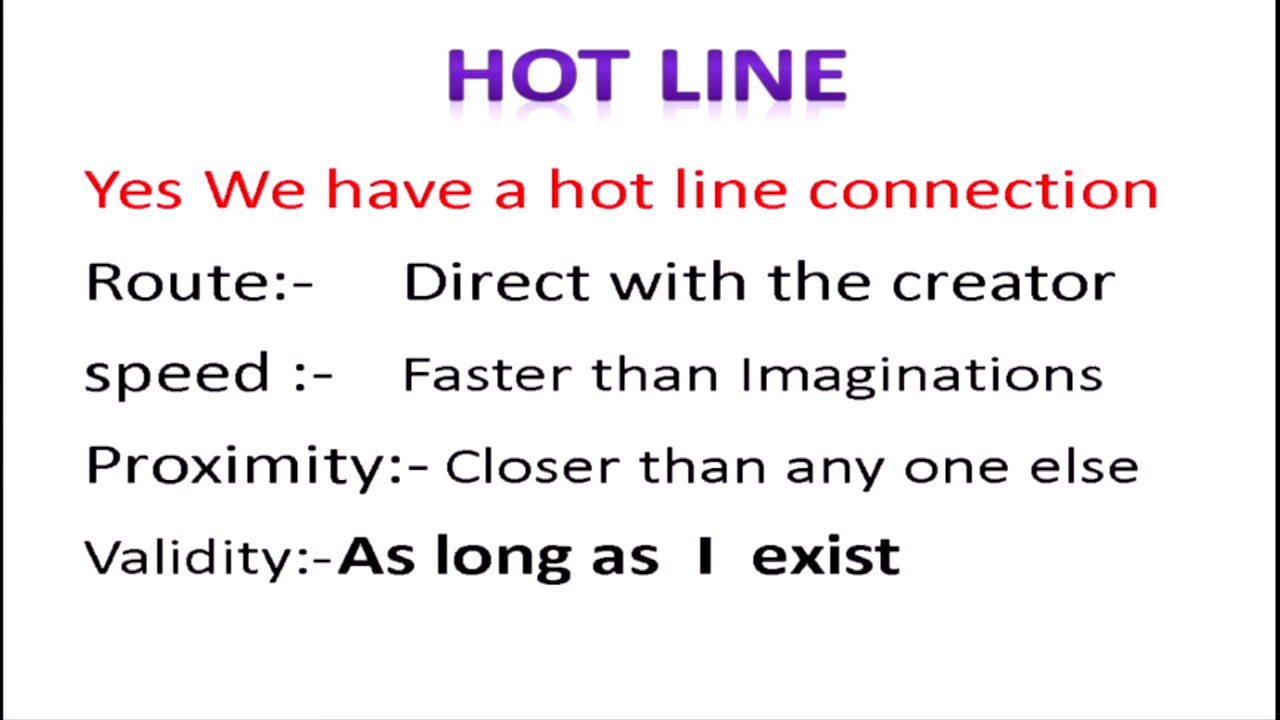 HOT LINE
Yes We have a hot line connection
Route:- Direct with the creator
speed :- Faster than Imaginations
Proximity:- Closer than any one else
Validity:-As long as I exist